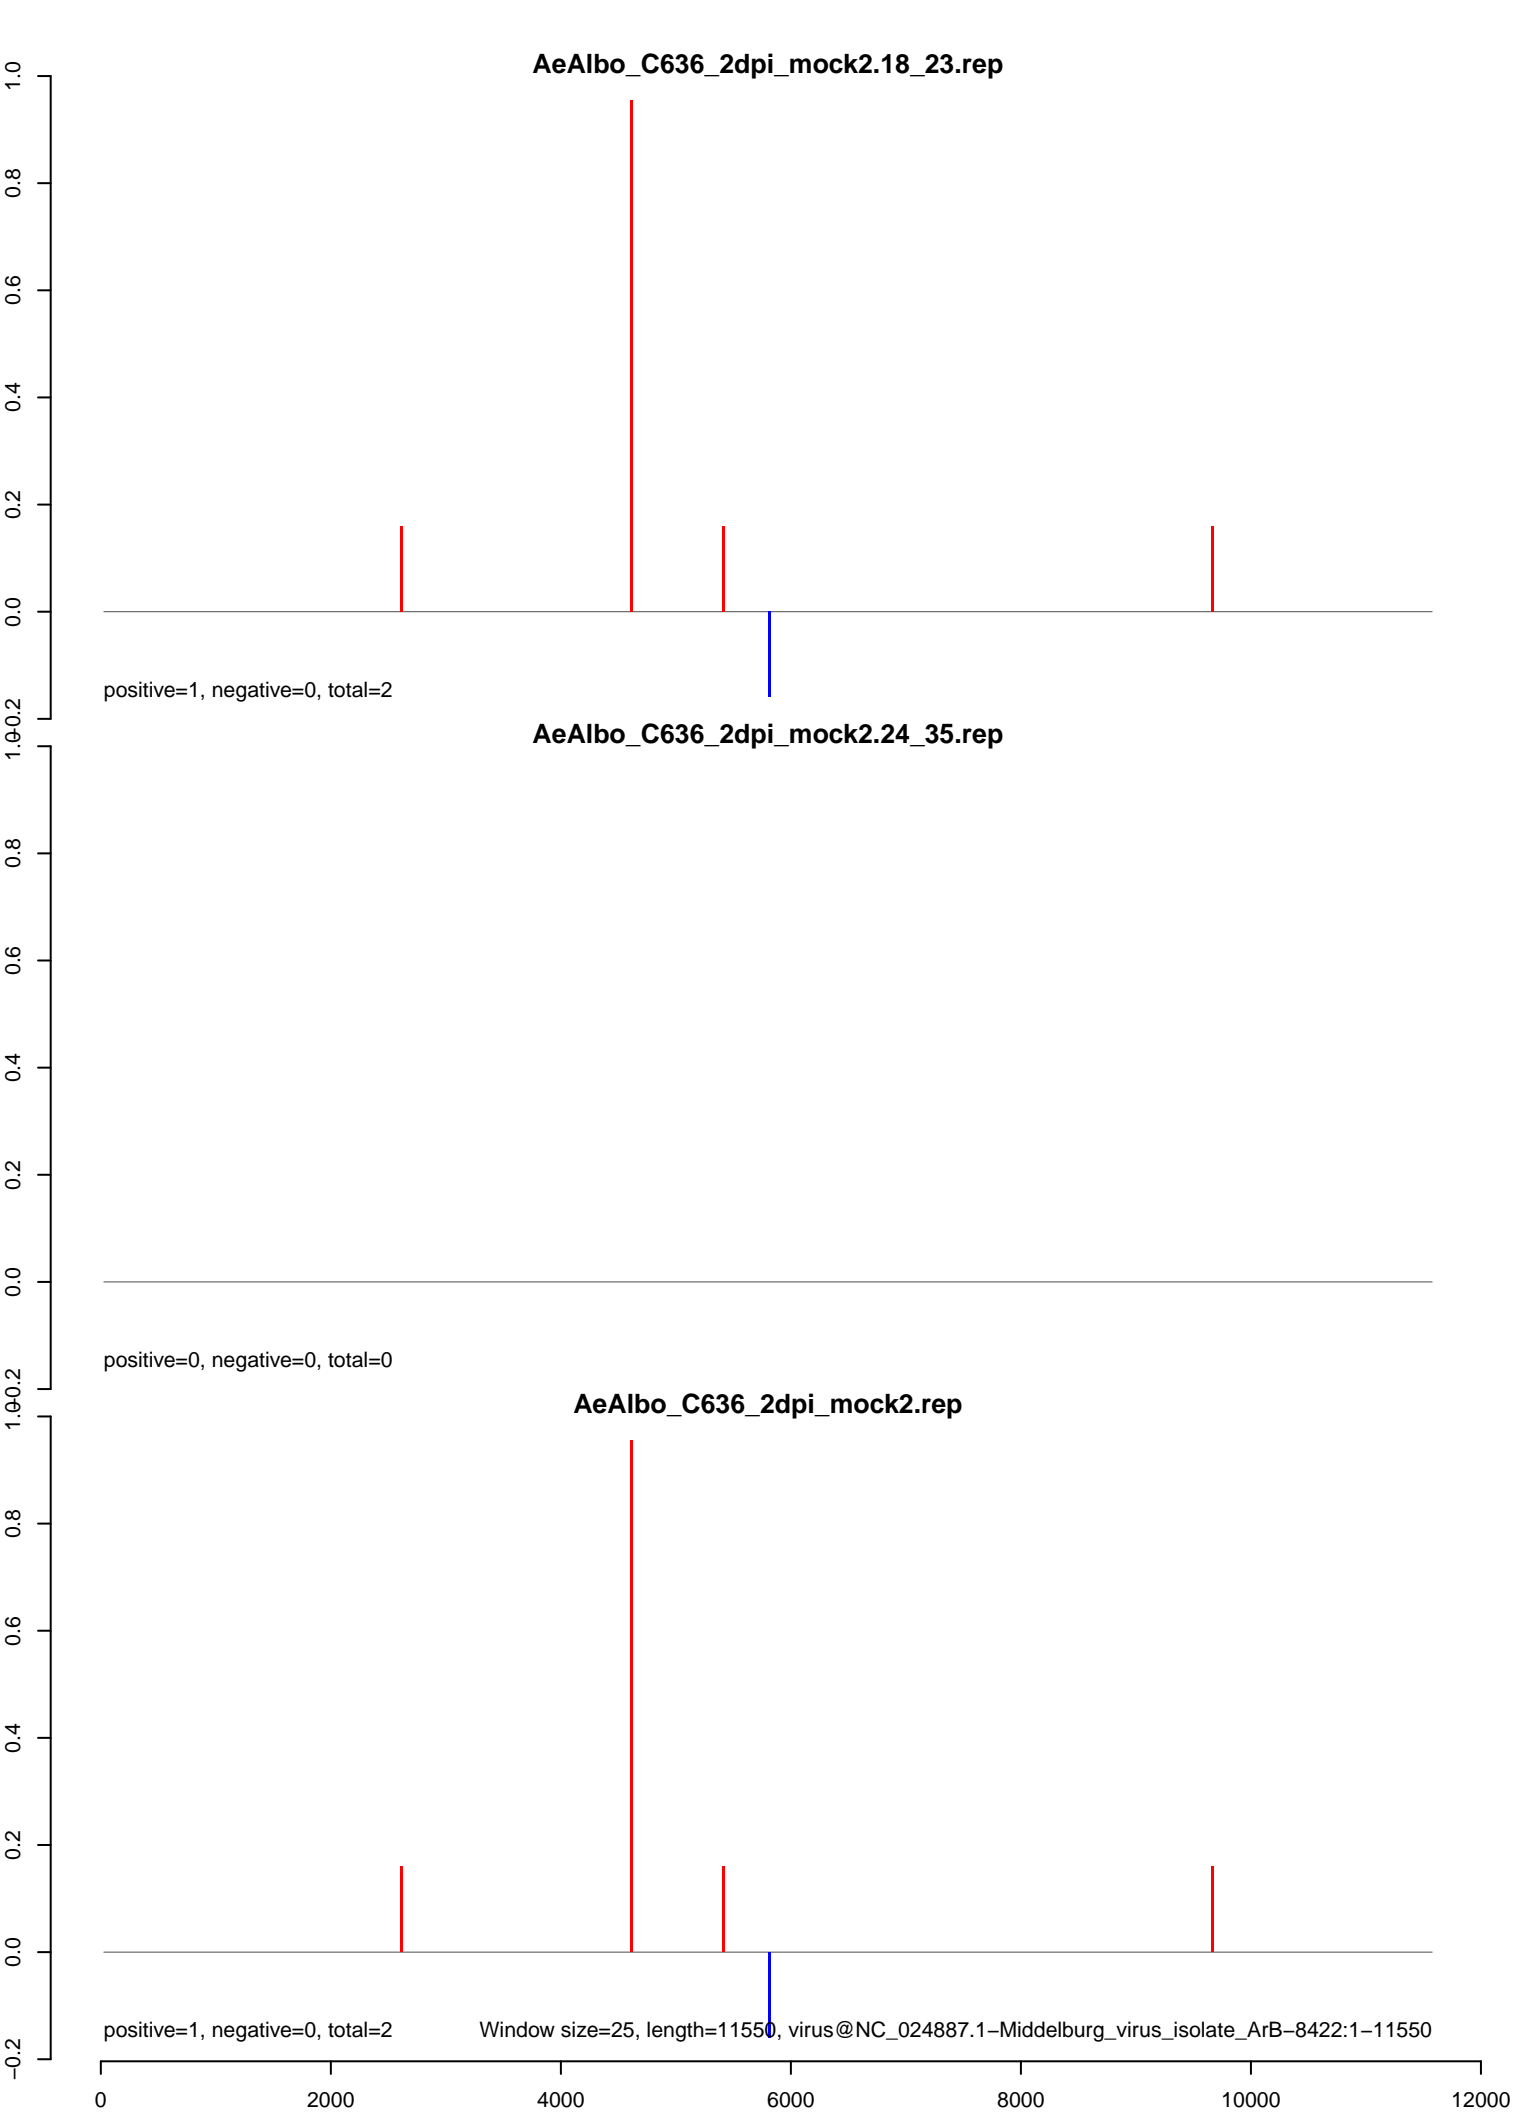 AeAlbo_C636_2dpi_mock2.18_23.rep
1.0
0.8
0.6
0.4
0.2
0.0
−0.2
positive=1, negative=0, total=2
AeAlbo_C636_2dpi_mock2.24_35.rep
1.0
0.8
0.6
0.4
0.2
0.0
−0.2
positive=0, negative=0, total=0
AeAlbo_C636_2dpi_mock2.rep
1.0
0.8
0.6
0.4
0.2
0.0
−0.2
positive=1, negative=0, total=2
Window size=25, length=11550, virus@NC_024887.1−Middelburg_virus_isolate_ArB−8422:1−11550
0 2000 4000 6000 8000 10000 12000